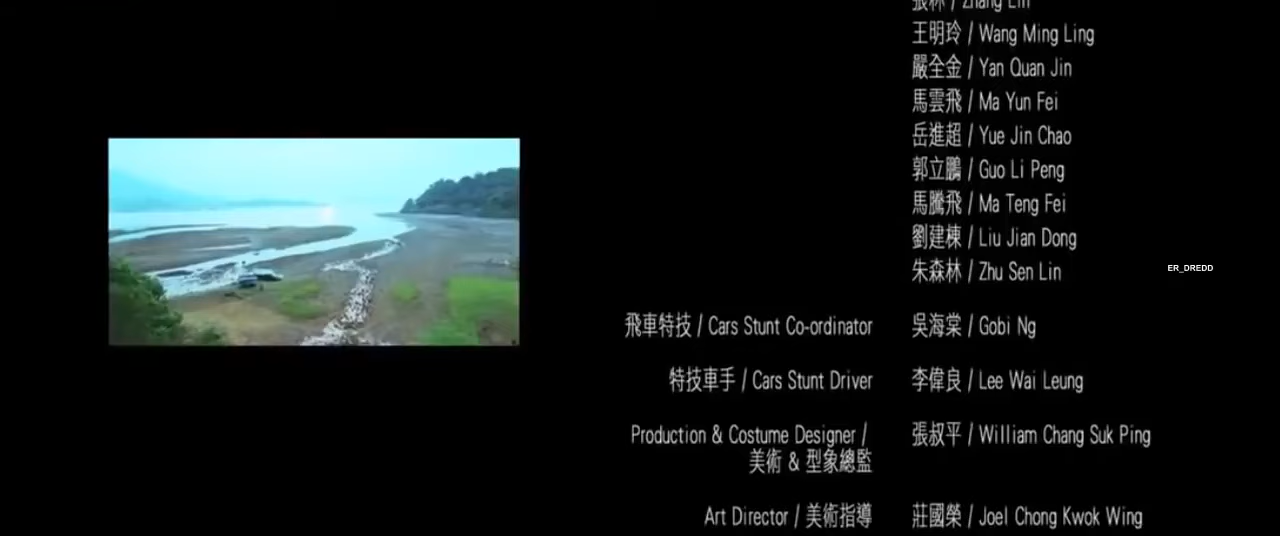 張林 / Zhang Lin
王明玲 / Wang Ming Ling
嚴全金 / Yan Quan Jin
馬雲飛 / Ma Yun Fei
岳進超 / Yue Jin Chao
郭立鵬 / Guo Li Peng
馬騰飛 / Ma Teng Fei
劉建棟 / Liu Jian Dong
朱森林 / Zhu Sen Lin
ER_DREDD
飛車特技 / Cars Stunt Co-ordinator 吳海棠 / Gobi Ng
特技車手 / Cars Stunt Driver 李偉良 / Lee Wai Leung
Production & Costume Designer / 張叔平 / William Chang Suk Ping
美術 & 型象總監
Art Director / 美術指導 莊國榮 / Joel Chong Kwok Wing